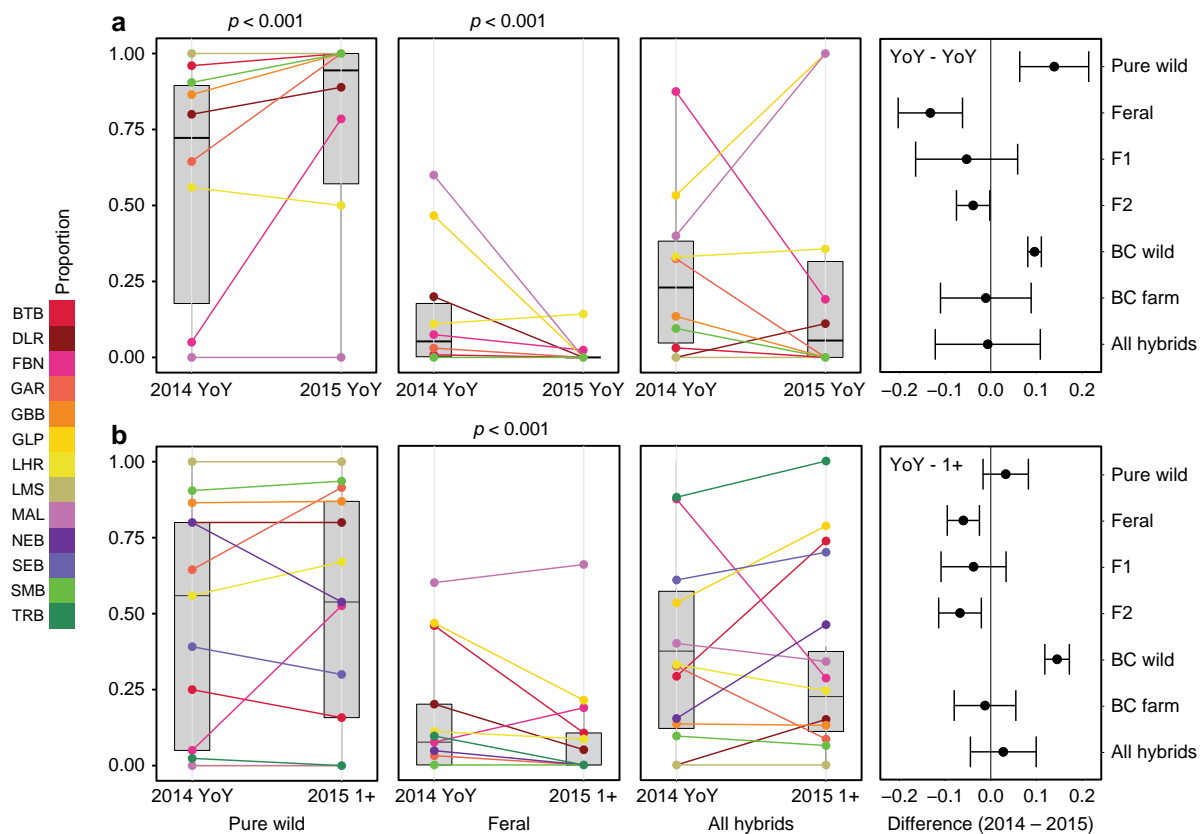 a
p < 0.001
p < 0.001
1.00
0.75
0.50
0.25
0.00
2014 YoY
2015 YoY
2014 YoY
2015 YoY
2014 YoY
2015 YoY
YoY - YoY
Pure wild
Feral
F1
F2
BC wild
BC farm
All hybrids
−0.2
−0.1
0.0
0.1
0.2
Proportion
BTB
DLR
FBN
GAR
GBB
GLP
LHR
LMS
MAL
NEB
SEB
SMB
TRB
b
p < 0.001
1.00
0.75
0.50
0.25
0.00
2014 YoY
2015 1+
Pure wild
2014 YoY
2015 1+
Feral
2014 YoY
2015 1+
All hybrids
YoY - 1+
Pure wild
Feral
F1
F2
BC wild
BC farm
All hybrids
−0.2
−0.1
0.0
0.1
0.2
Difference (2014 – 2015)